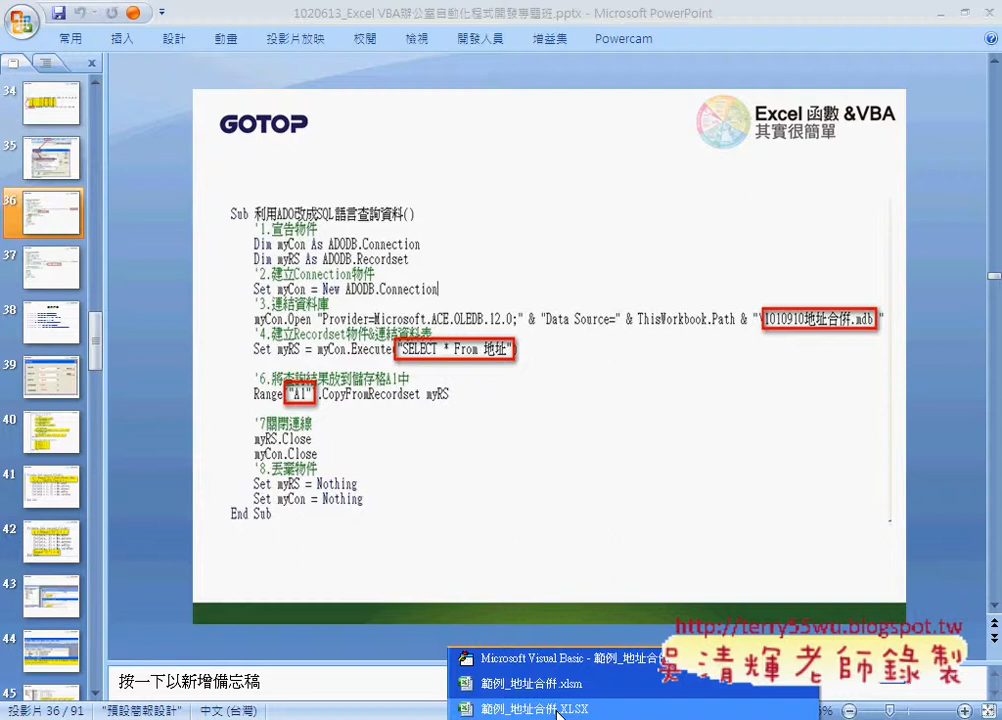 1020613_Excel VBA辦公室自動化程式開發專題班.pptx - Microsoft PowerPoint
常用 插入 設計 動畫 投影片放映 校閱 檢視 開發人員 增益集 Powercam
34
35
36
37
38
39
40
41
42
43
44
45
GOTOP
Excel 函數 &VBA
其實很簡單
Sub 利用ADO改成SQL語言查詢資料()
'1.宣告物件
Dim myCon As ADODB.Connection
Dim myRS As ADODB.Recordset
'2.建立Connection物件
Set myCon = New ADODB.Connection
'3.連結資料庫
myCon.Open "Provider=Microsoft.ACE.OLEDB.12.0;" & "Data Source=" & ThisWorkbook.Path & "\1010910地址合併.mdb"
'4.建立Recordset物件&連結資料表
Set myRS = myCon.Execute("SELECT * From 地址")
'6.將查詢結果放到儲存格A1中
Range("A1").CopyFromRecordset myRS
'7關閉連線
myRS.Close
myCon.Close
'8.丟棄物件
Set myRS = Nothing
Set myCon = Nothing
End Sub
http://terry55wu.blogspot.tw
吳清輝老師錄製
按一下以新增備忘稿
Microsoft Visual Basic - 範例_地址合
範例_地址合併.xlsm
範例_地址合併.XLSX
投影片 36 / 91 "預設簡報設計" 中文 (台灣)